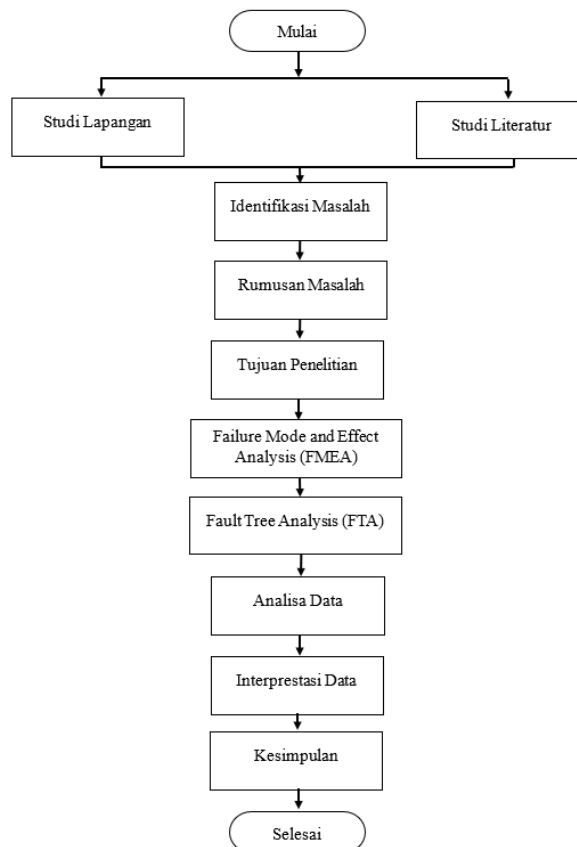 Mulai
Studi Lapangan
Studi Literatur
Identifikasi Masalah
Rumusan Masalah
Tujuan Penelitian
Failure Mode and Effect
Analysis (FMEA)
Fault Tree Analysis (FTA)
Analisa Data
Interprestasi Data
Kesimpulan
Selesai